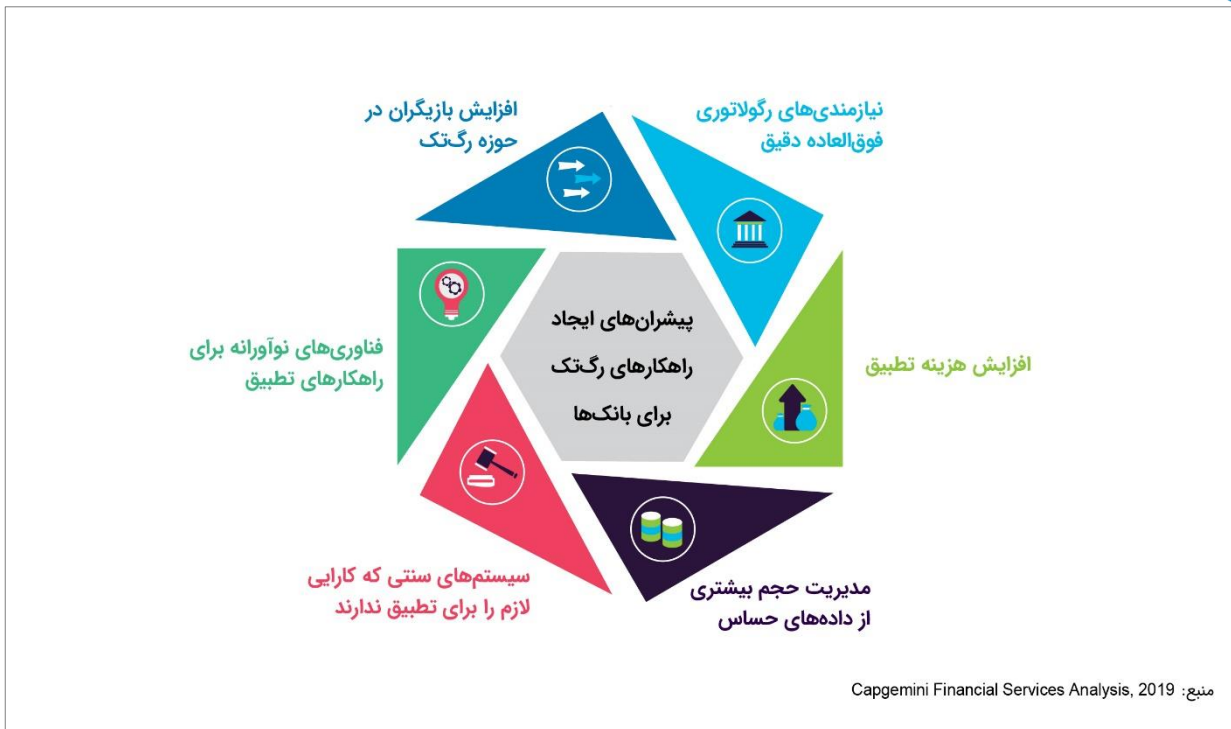 نیازمندی‌های رگولاتوری
فوق‌العاده دقیق
افزایش هزینه تطبیق
مدیریت حجم بیشتری
از داده‌های حساس
سیستم‌های سنتی که کارایی
لازم را برای تطبیق ندارند
فناوری‌های نوآورانه برای
راهکارهای تطبیق
افزایش بازیگران در
حوزه رگ‌تک
پیشران‌های ایجاد
راهکارهای رگ‌تک
برای بانک‌ها
منبع: Capgemini Financial Services Analysis, 2019